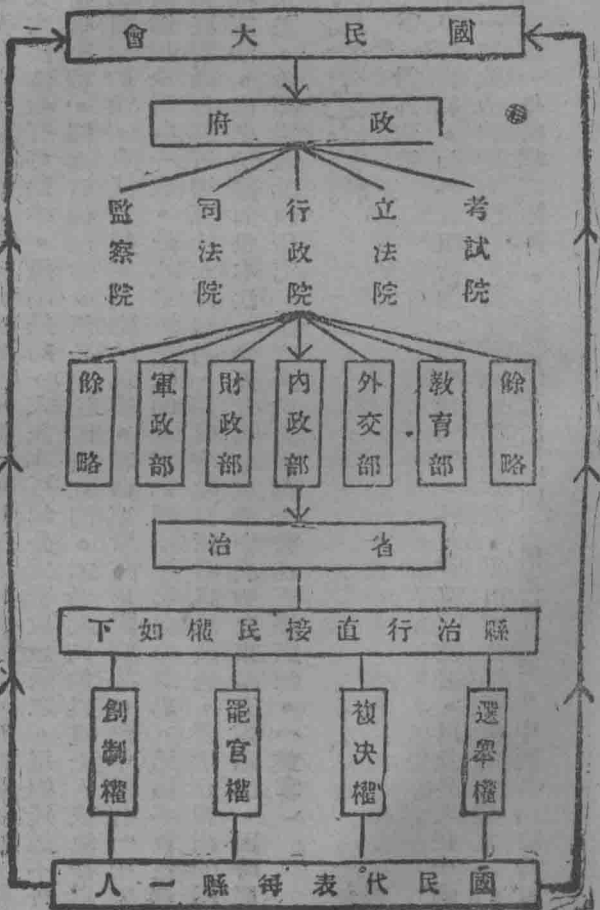 國民大會
政府
考試院
立法院
行政院
司法院
監察院
餘略
教育部
外交部
內政部
財政部
軍政部
餘略
省治
縣治行直接民權如下
選舉權
複决權
罷官權
創制權
國民代表每縣一人